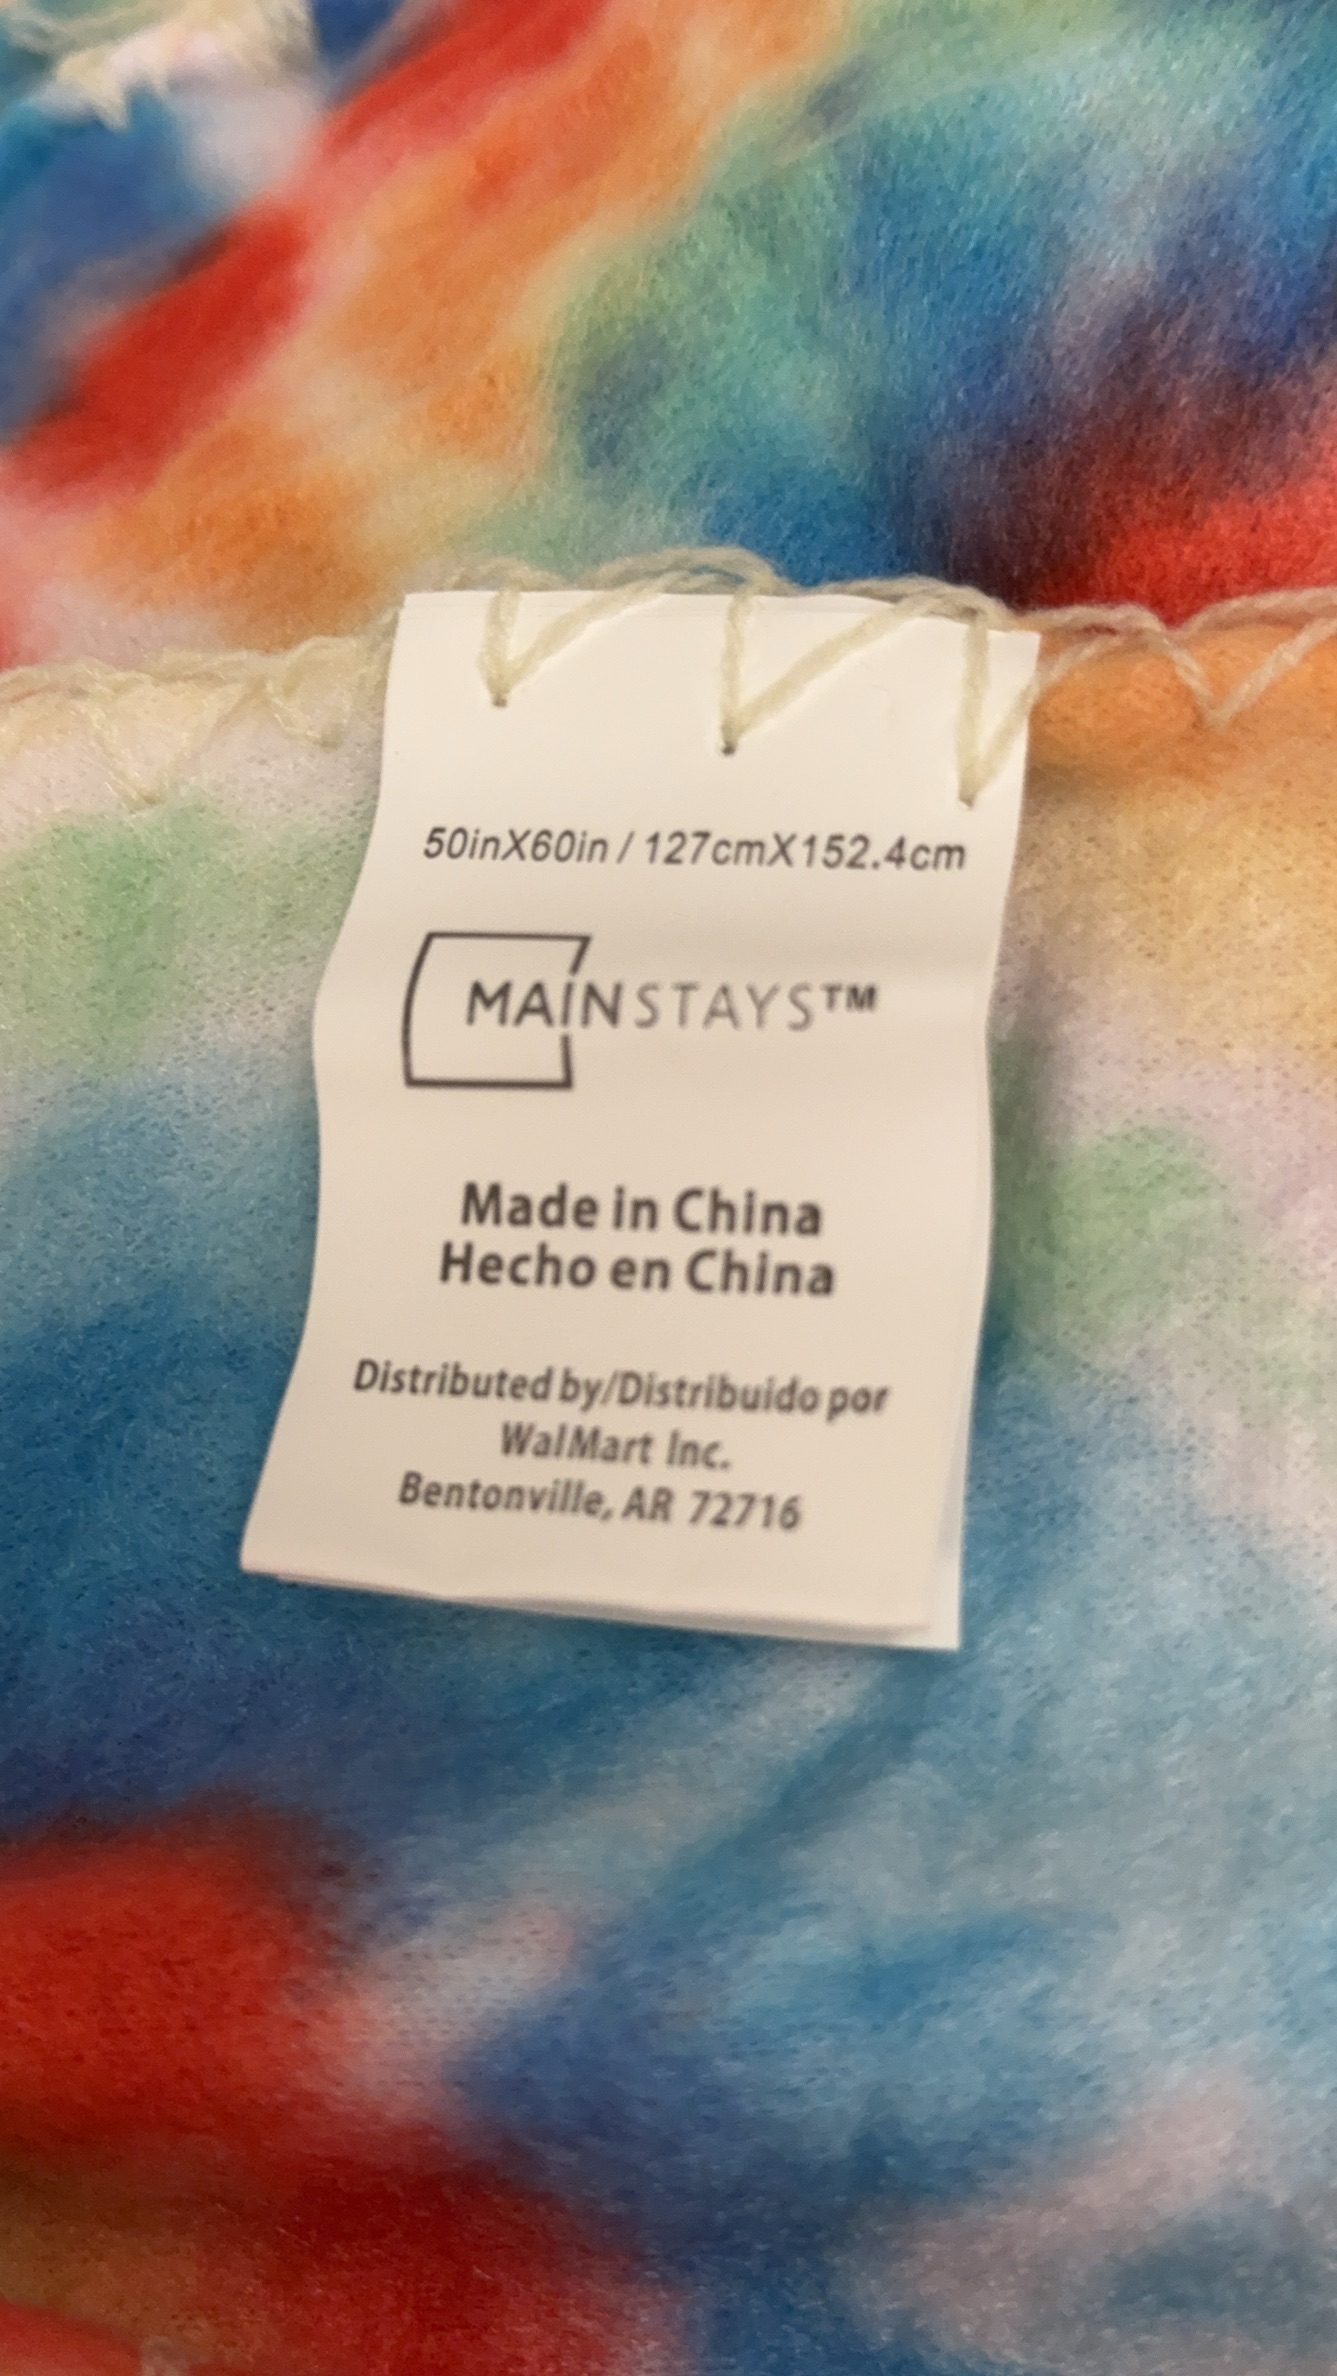 50inX60in / 127cmX152.4cm
MAINSTAYS™
Made in China
Hecho en China
Distributed by/Distribuido por
WalMart Inc.
Bentonville, AR 72716